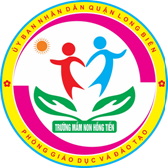 ỦY BAN NHÂN DÂN QUẬN LONG BIÊN
TRƯỜNG MẦM NON HỒNG TIẾN
PHÒNG GIÁO DỤC VÀ ĐÀO TẠO